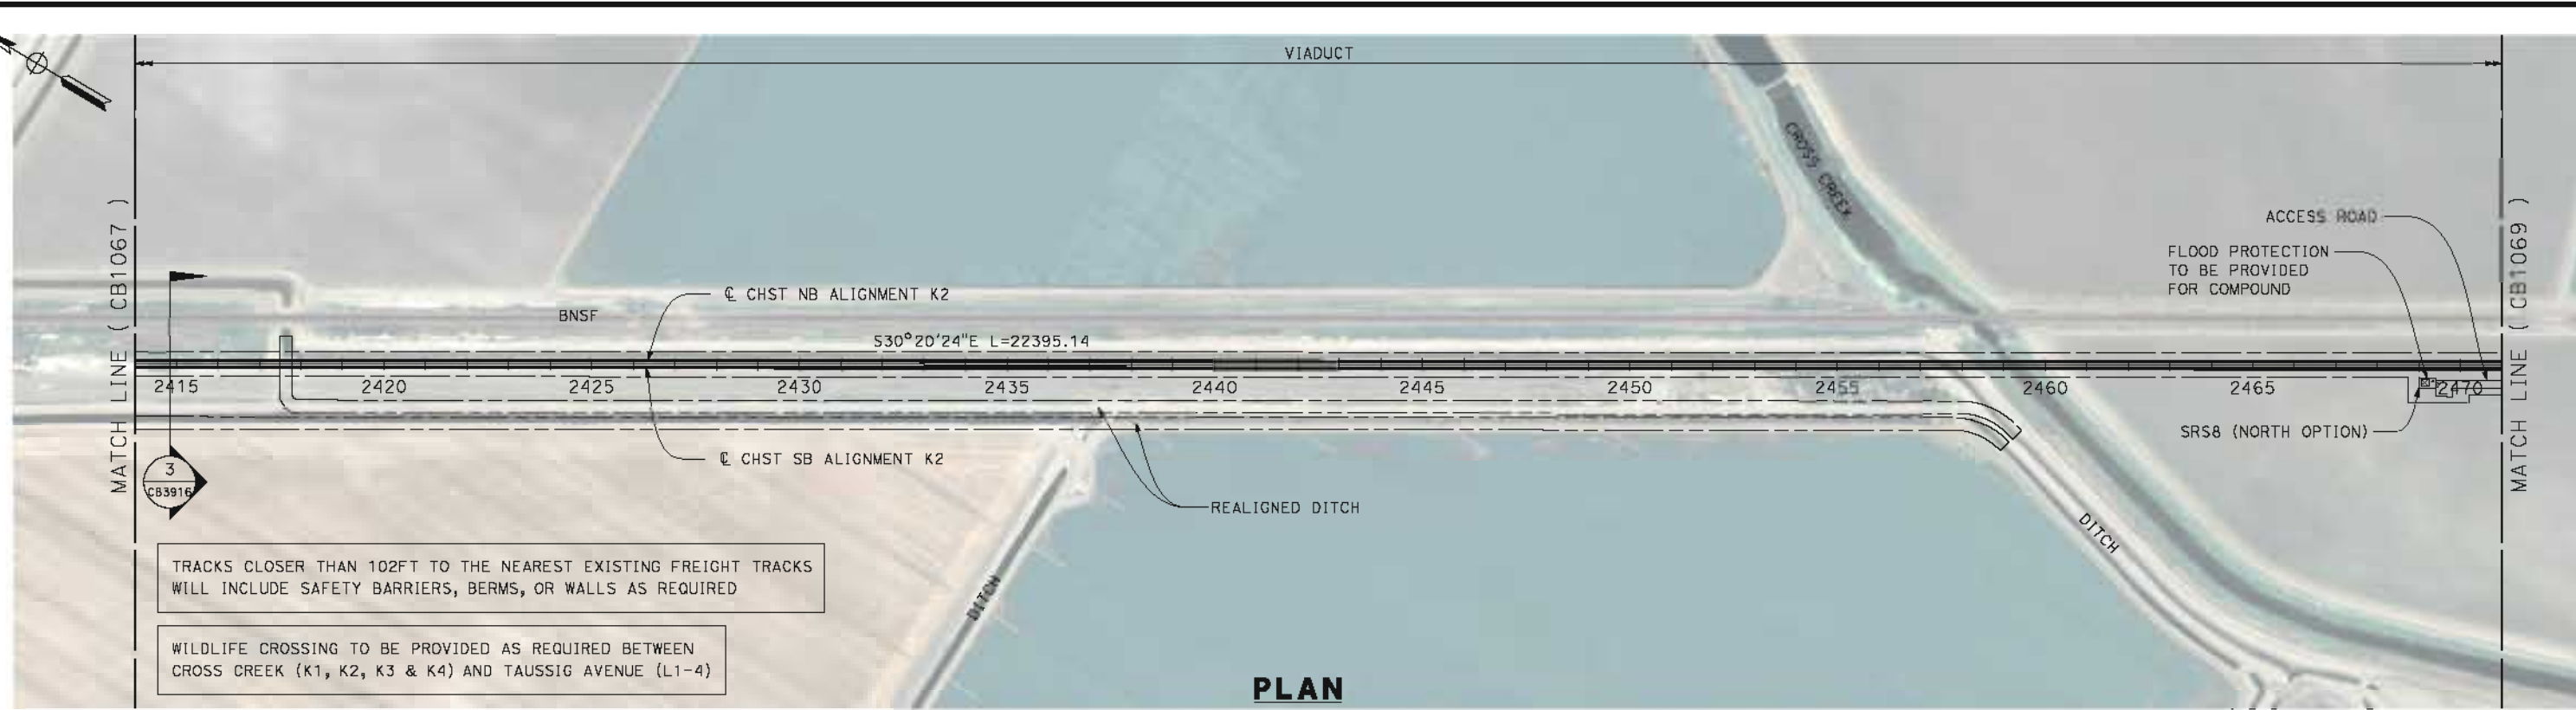 VIADUCT
CROSS CREEK
ACCESS ROAD
FLOOD PROTECTION
TO BE PROVIDED
FOR COMPOUND
MATCH LINE ( CB1067 )
MATCH LINE ( CB1069 )
℄ CHST NB ALIGNMENT K2
BNSF
S30°20'24"E L=22395.14
2415 2420 2425 2430 2435 2440 2445 2450 2455 2460 2465 2470
SRS8 (NORTH OPTION)
℄ CHST SB ALIGNMENT K2
3
CB3916
REALIGNED DITCH
DITCH
DITCH
TRACKS CLOSER THAN 102FT TO THE NEAREST EXISTING FREIGHT TRACKS
WILL INCLUDE SAFETY BARRIERS, BERMS, OR WALLS AS REQUIRED
WILDLIFE CROSSING TO BE PROVIDED AS REQUIRED BETWEEN
CROSS CREEK (K1, K2, K3 & K4) AND TAUSSIG AVENUE (L1-4)
PLAN